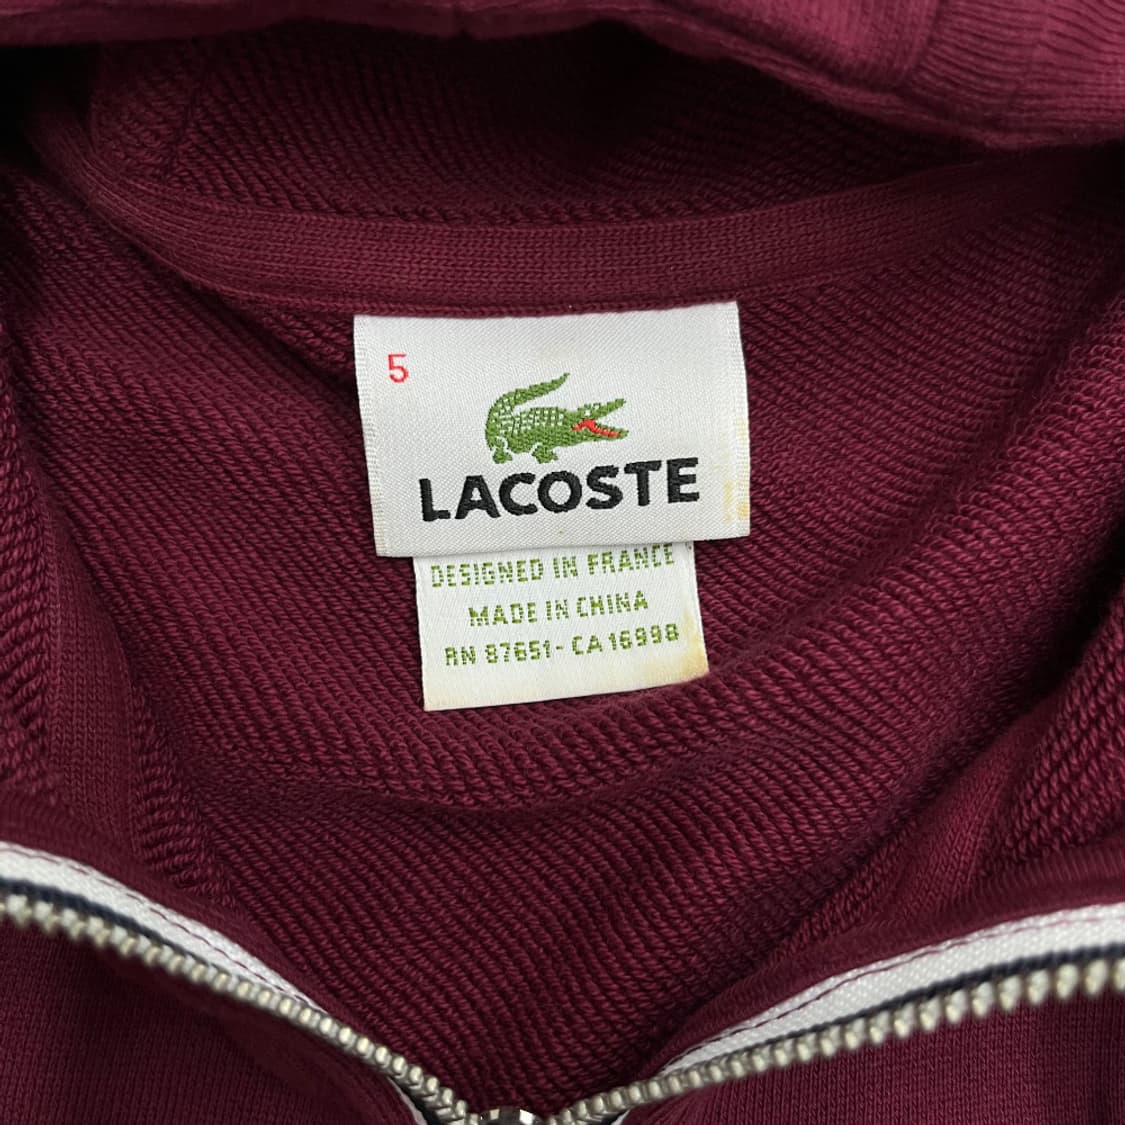 5
LACOSTE
DESIGNED IN FRANCE
MADE IN CHINA
RN 87651 - CA 16998